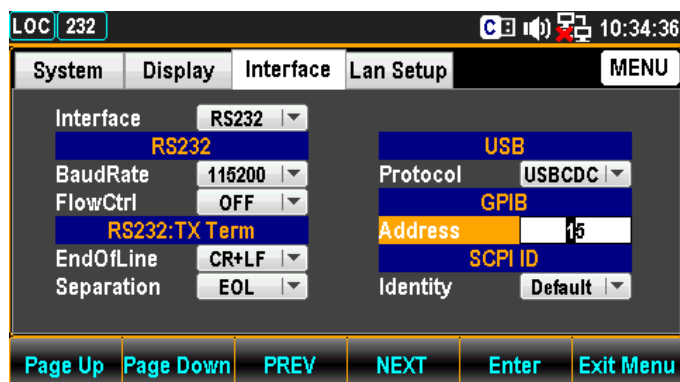 LOC 232 C 10:34:36
System Display Interface Lan Setup MENU
Interface RS232
RS232 USB
BaudRate 115200 Protocol USBCDC
FlowCtrl OFF GPIB
RS232:TX Term Address 15
EndOfLine CR+LF SCPI ID
Separation EOL Identity Default
Page Up Page Down PREV NEXT Enter Exit Menu